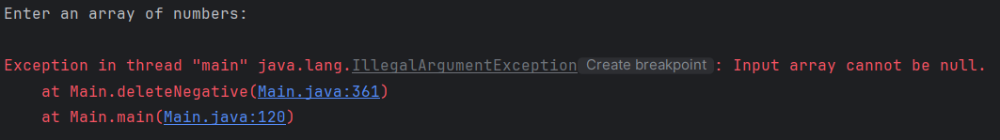 Enter an array of numbers:
Exception in thread "main" java.lang.IllegalArgumentException Create breakpoint : Input array cannot be null.
at Main.deleteNegative(Main.java:361)
at Main.main(Main.java:120)